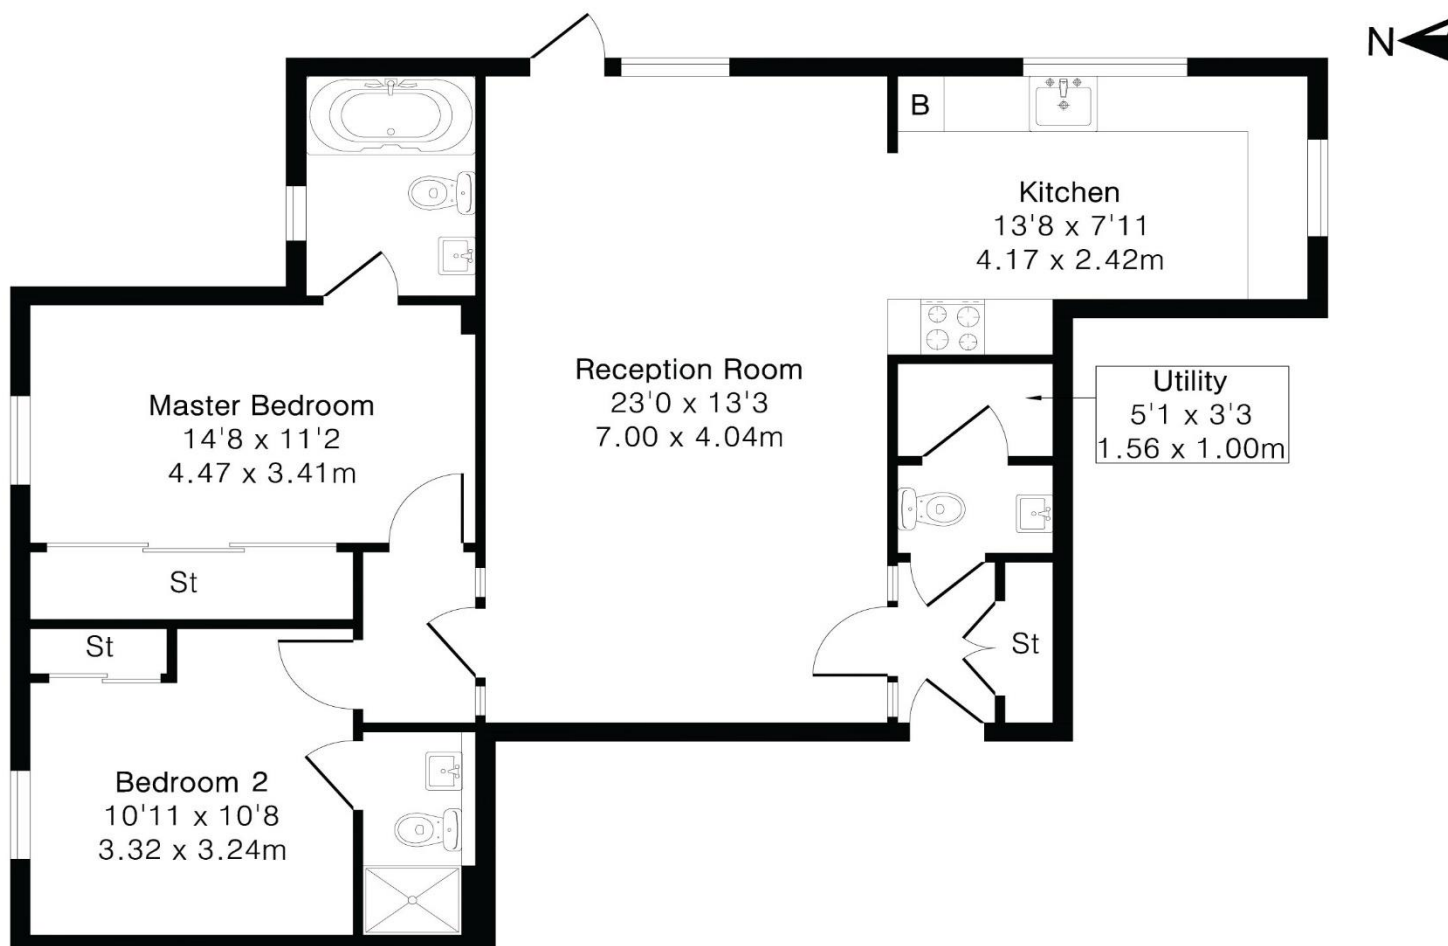 N
B
Kitchen
13'8 x 7'11
4.17 x 2.42m
Reception Room
23'0 x 13'3
7.00 x 4.04m
Utility
5'1 x 3'3
1.56 x 1.00m
Master Bedroom
14'8 x 11'2
4.47 x 3.41m
St
St
St
Bedroom 2
10'11 x 10'8
3.32 x 3.24m